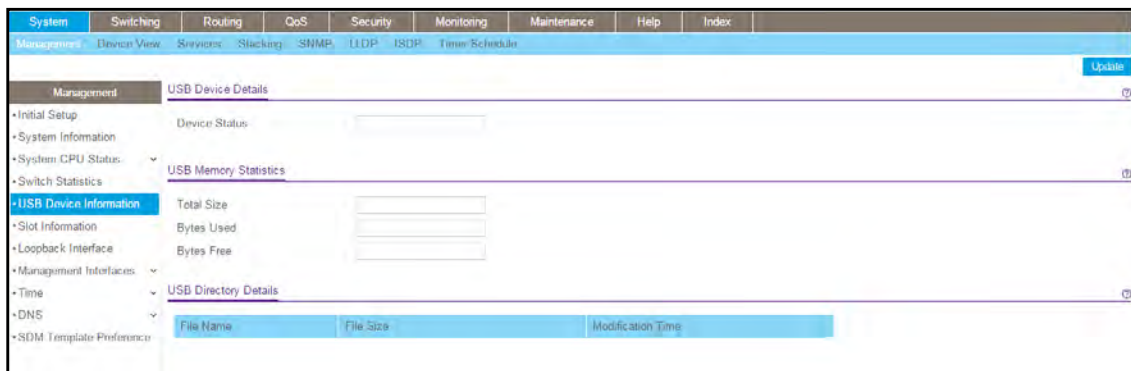 System Switching Routing QoS Security Monitoring Maintenance Help Index
Management Device View Services Stacking SNMP LLDP ISDP Timer Schedule
Update
Management
USB Device Details
• Initial Setup
Device Status
• System Information
• System CPU Status
USB Memory Statistics
• Switch Statistics
• USB Device Information
Total Size
• Slot Information
Bytes Used
• Loopback Interface
Bytes Free
• Management Interfaces
• Time
USB Directory Details
• DNS
File Name File Size Modification Time
• SDM Template Preference